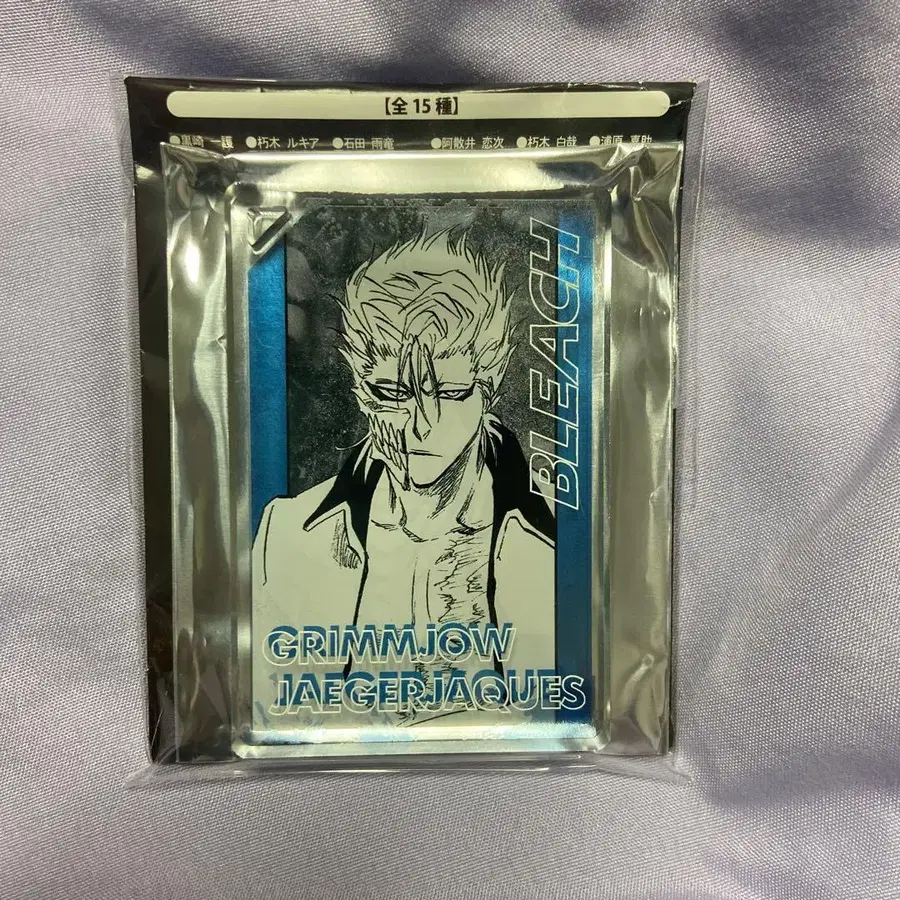 【全15種】
●黒崎 一護 ●朽木 ルキア ●石田 雨竜 ●阿散井 恋次 ●朽木 白哉 ●浦原 喜助
BLEACH
GRIMMJOW
JAEGERJAQUES